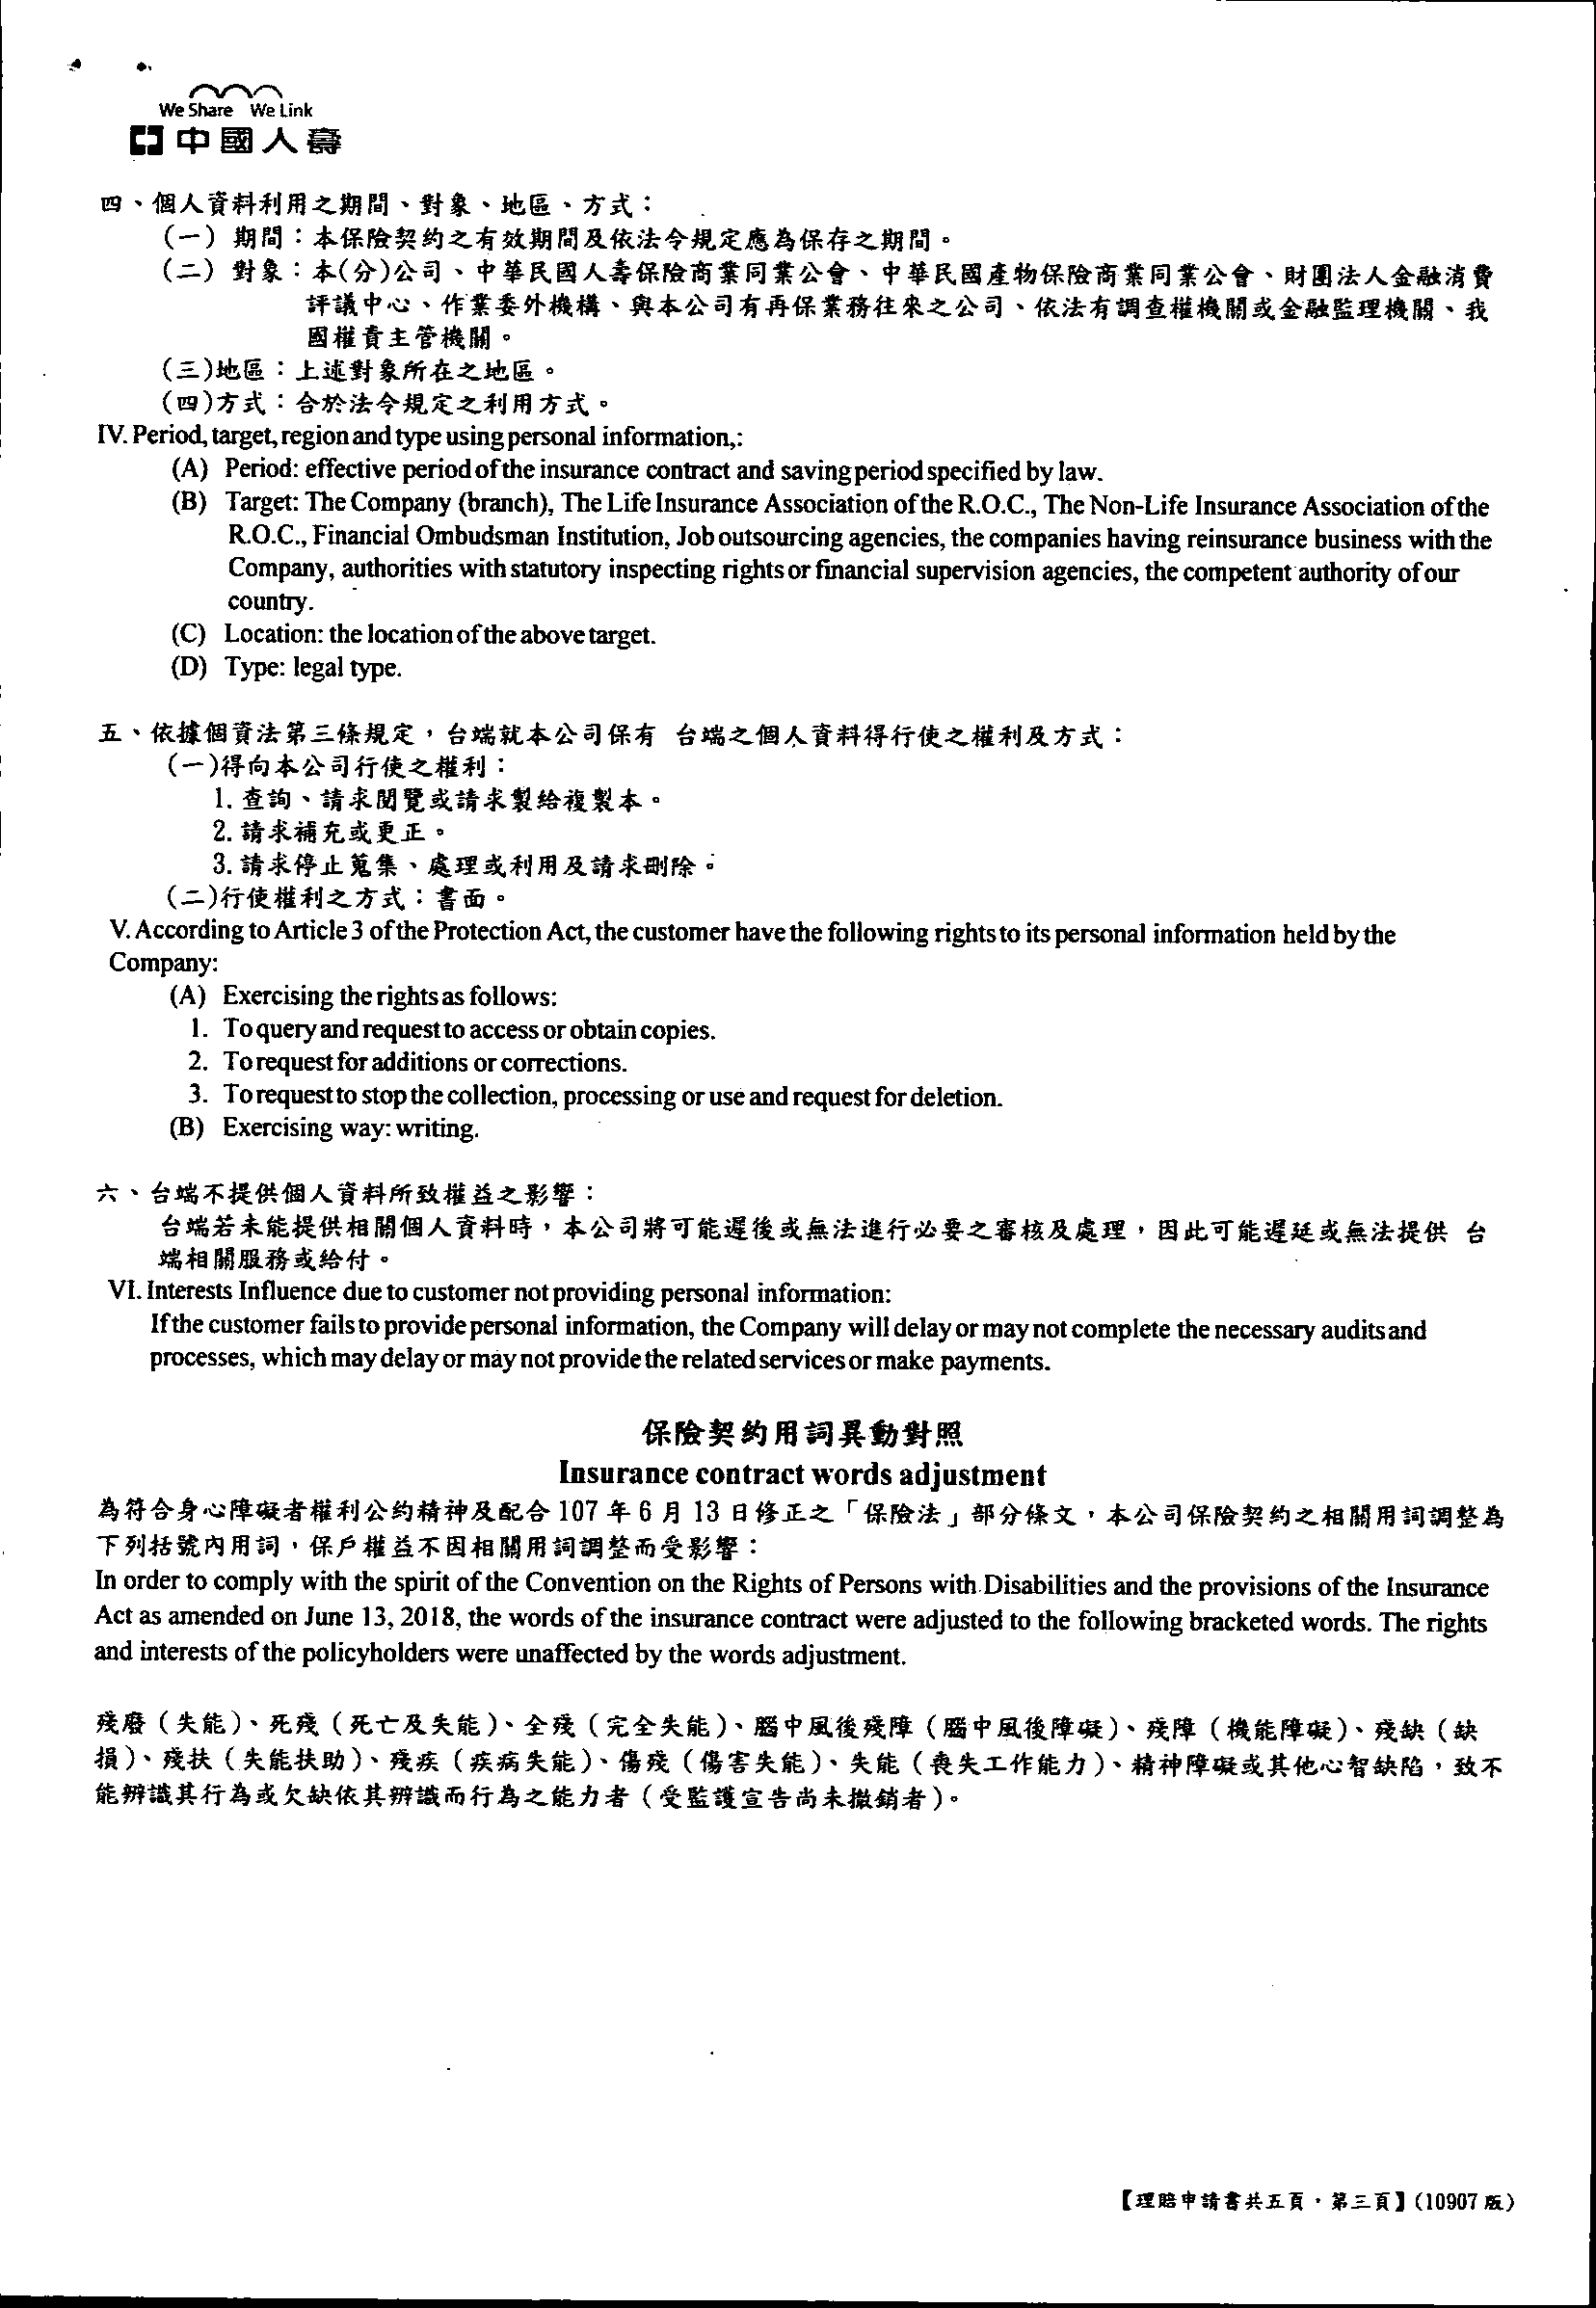 We Share We Link
中國人壽
四、個人資料利用之期間、對象、地區、方式：
(一) 期間：本保險契約之有效期間及依法令規定應為保存之期間。
(二) 對象：本(分)公司、中華民國人壽保險商業同業公會、中華民國產物保險商業同業公會、財團法人金融消費
評議中心、作業委外機構、與本公司有再保業務往來之公司、依法有調查權機關或金融監理機關、我
國權責主管機關。
(三)地區：上述對象所在之地區。
(四)方式：合於法令規定之利用方式。
IV. Period, target, region and type using personal information,:
(A) Period: effective period of the insurance contract and saving period specified by law.
(B) Target: The Company (branch), The Life Insurance Association of the R.O.C., The Non-Life Insurance Association of the
R.O.C., Financial Ombudsman Institution, Job outsourcing agencies, the companies having reinsurance business with the
Company, authorities with statutory inspecting rights or financial supervision agencies, the competent authority of our
country.
(C) Location: the location of the above target.
(D) Type: legal type.
五、依據個資法第三條規定，台端就本公司保有 台端之個人資料得行使之權利及方式：
(一)得向本公司行使之權利：
1. 查詢、請求閱覽或請求製給複製本。
2. 請求補充或更正。
3. 請求停止蒐集、處理或利用及請求刪除。
(二)行使權利之方式：書面。
V. According to Article 3 of the Protection Act, the customer have the following rights to its personal information held by the
Company:
(A) Exercising the rights as follows:
1. To query and request to access or obtain copies.
2. To request for additions or corrections.
3. To request to stop the collection, processing or use and request for deletion.
(B) Exercising way: writing.
六、台端不提供個人資料所致權益之影響：
台端若未能提供相關個人資料時，本公司將可能遲後或無法進行必要之審核及處理，因此可能遲延或無法提供 台
端相關服務或給付。
VI. Interests Influence due to customer not providing personal information:
If the customer fails to provide personal information, the Company will delay or may not complete the necessary audits and
processes, which may delay or may not provide the related services or make payments.
保險契約用詞異動對照
Insurance contract words adjustment
為符合身心障礙者權利公約精神及配合 107 年 6 月 13 日修正之「保險法」部分條文，本公司保險契約之相關用詞調整為
下列括號內用詞，保戶權益不因相關用詞調整而受影響：
In order to comply with the spirit of the Convention on the Rights of Persons with Disabilities and the provisions of the Insurance
Act as amended on June 13, 2018, the words of the insurance contract were adjusted to the following bracketed words. The rights
and interests of the policyholders were unaffected by the words adjustment.
殘廢（失能）、死殘（死亡及失能）、全殘（完全失能）、腦中風後殘障（腦中風後障礙）、殘障（機能障礙）、殘缺（缺
損）、殘扶（失能扶助）、殘疾（疾病失能）、傷殘（傷害失能）、失能（喪失工作能力）、精神障礙或其他心智缺陷，致不
能辨識其行為或欠缺依其辨識而行為之能力者（受監護宣告尚未撤銷者）。
【理賠申請書共五頁，第三頁】(10907 版)